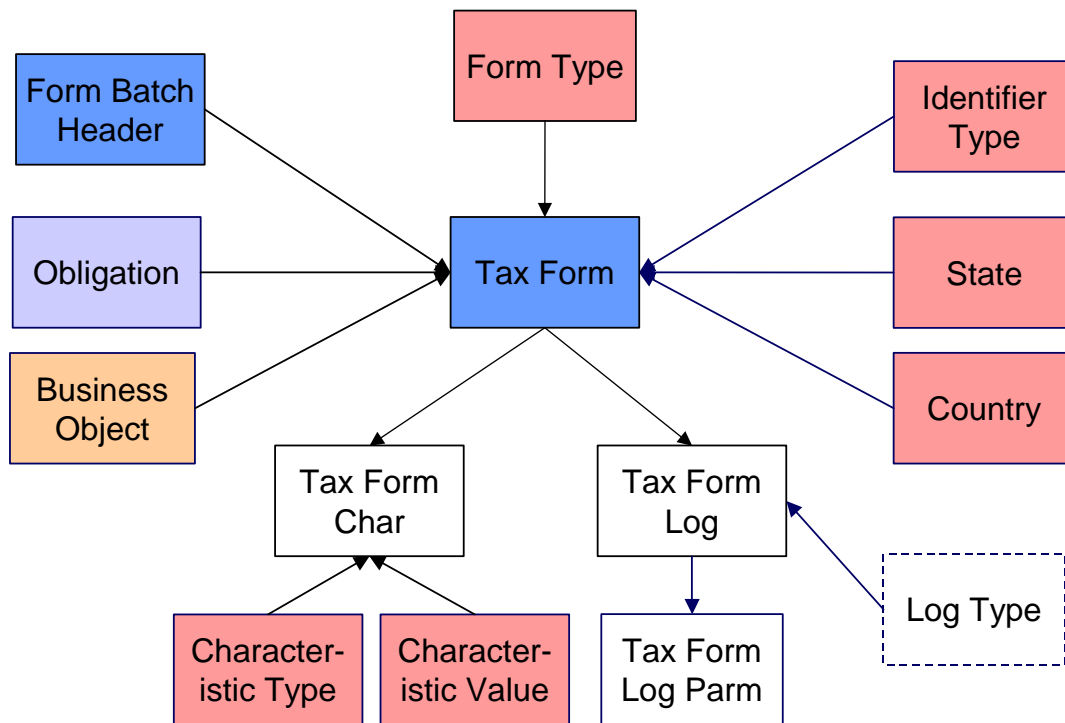 Form Type
Form Batch
Header
Identifier
Type
Obligation
Tax Form
State
Business
Object
Country
Tax Form
Char
Tax Form
Log
Log Type
Character-
istic Type
Character-
istic Value
Tax Form
Log Parm